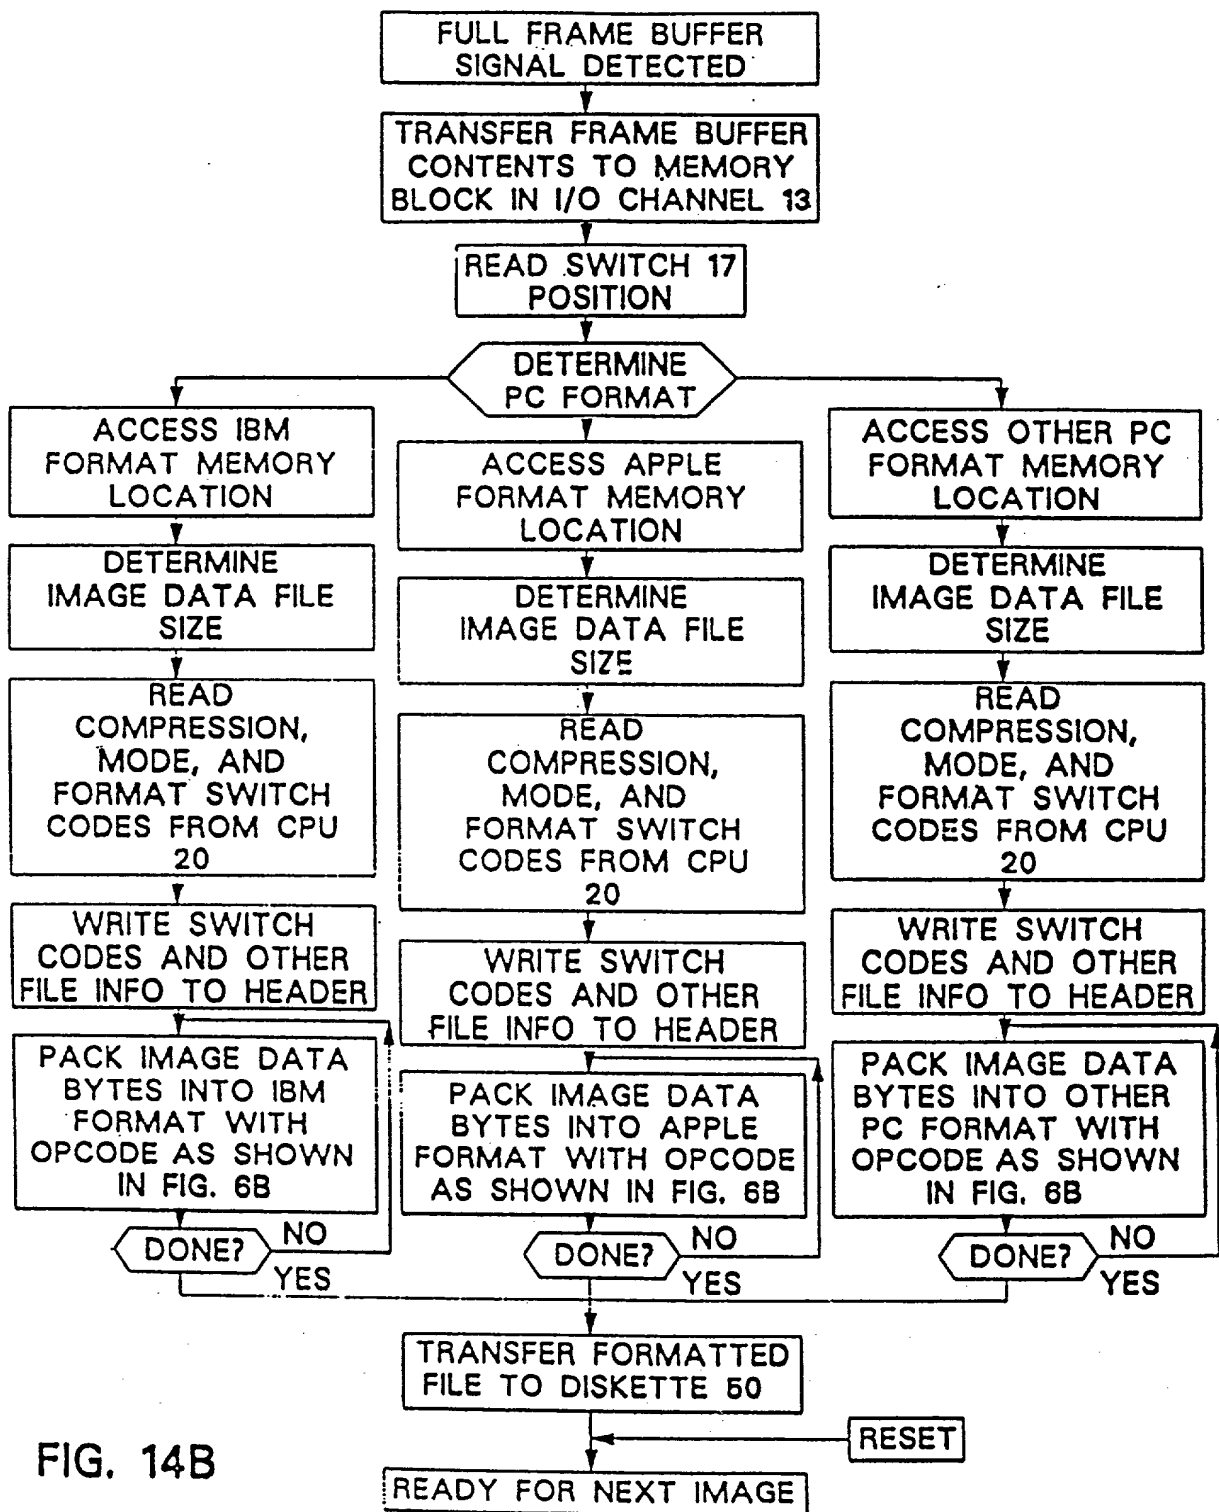 FULL FRAME BUFFER
SIGNAL DETECTED
TRANSFER FRAME BUFFER
CONTENTS TO MEMORY
BLOCK IN I/O CHANNEL 13
READ SWITCH 17
POSITION
DETERMINE
PC FORMAT
ACCESS IBM
FORMAT MEMORY
LOCATION
DETERMINE
IMAGE DATA FILE
SIZE
READ
COMPRESSION,
MODE, AND
FORMAT SWITCH
CODES FROM CPU
20
WRITE SWITCH
CODES AND OTHER
FILE INFO TO HEADER
PACK IMAGE DATA
BYTES INTO IBM
FORMAT WITH
OPCODE AS SHOWN
IN FIG. 6B
DONE?
NO
YES
ACCESS APPLE
FORMAT MEMORY
LOCATION
DETERMINE
IMAGE DATA FILE
SIZE
READ
COMPRESSION,
MODE, AND
FORMAT SWITCH
CODES FROM CPU
20
WRITE SWITCH
CODES AND OTHER
FILE INFO TO HEADER
PACK IMAGE DATA
BYTES INTO APPLE
FORMAT WITH OPCODE
AS SHOWN IN FIG. 6B
DONE?
NO
YES
ACCESS OTHER PC
FORMAT MEMORY
LOCATION
DETERMINE
IMAGE DATA FILE
SIZE
READ
COMPRESSION,
MODE, AND
FORMAT SWITCH
CODES FROM CPU
20
WRITE SWITCH
CODES AND OTHER
FILE INFO TO HEADER
PACK IMAGE DATA
BYTES INTO OTHER
PC FORMAT WITH
OPCODE AS SHOWN
IN FIG. 6B
DONE?
NO
YES
TRANSFER FORMATTED
FILE TO DISKETTE 50
RESET
READY FOR NEXT IMAGE
FIG. 14B